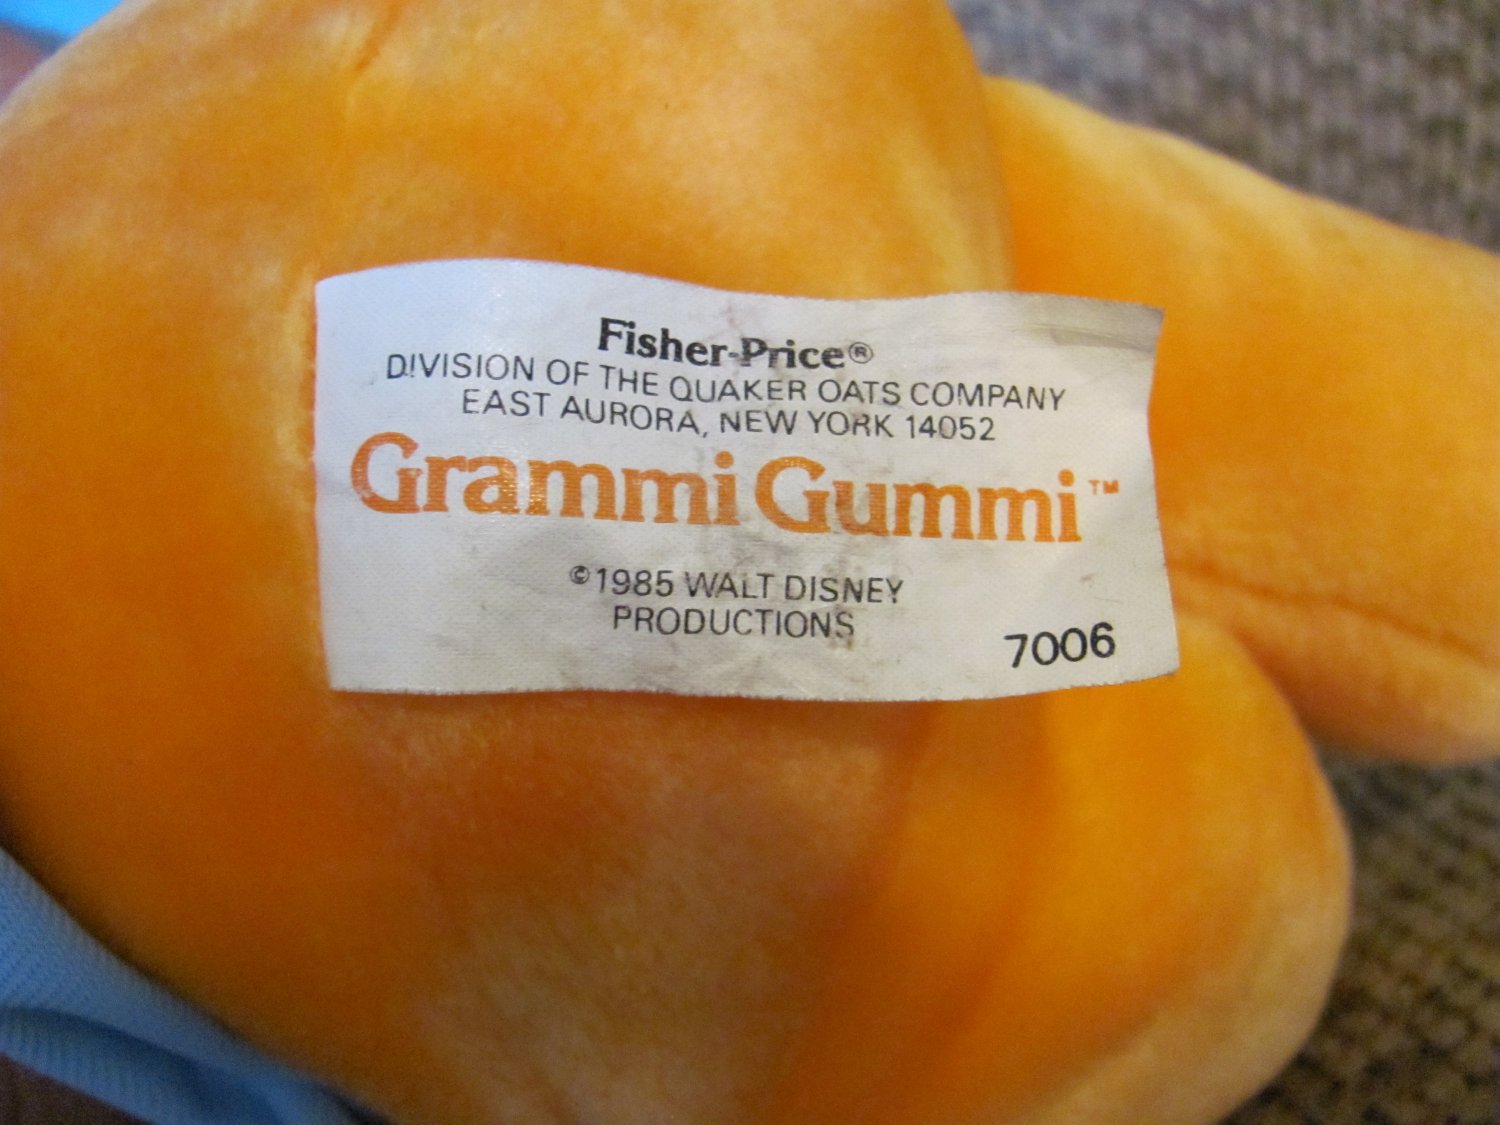 Fisher-Price®
DIVISION OF THE QUAKER OATS COMPANY
EAST AURORA, NEW YORK 14052
Grammi Gummi™
©1985 WALT DISNEY
PRODUCTIONS
7006